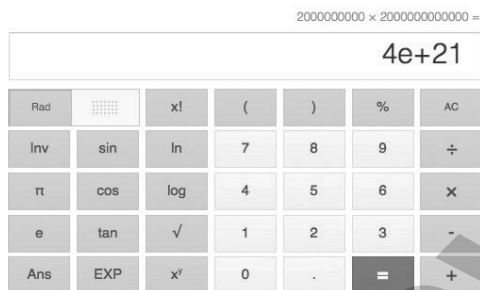 2000000000 × 2000000000000 =
4e+21
Rad x! ( ) % AC
Inv sin ln 7 8 9 ÷
π cos log 4 5 6 ×
e tan √ 1 2 3 -
Ans EXP xʸ 0 . = +